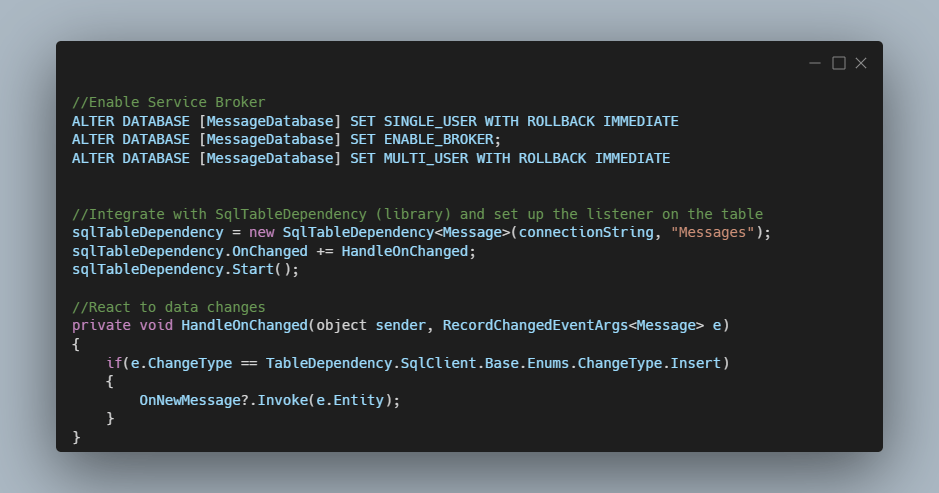 //Enable Service Broker
ALTER DATABASE [MessageDatabase] SET SINGLE_USER WITH ROLLBACK IMMEDIATE
ALTER DATABASE [MessageDatabase] SET ENABLE_BROKER;
ALTER DATABASE [MessageDatabase] SET MULTI_USER WITH ROLLBACK IMMEDIATE
//Integrate with SqlTableDependency (library) and set up the listener on the table
sqlTableDependency = new SqlTableDependency<Message>(connectionString, "Messages");
sqlTableDependency.OnChanged += HandleOnChanged;
sqlTableDependency.Start();
//React to data changes
private void HandleOnChanged(object sender, RecordChangedEventArgs<Message> e)
{
    if(e.ChangeType == TableDependency.SqlClient.Base.Enums.ChangeType.Insert)
    {
        OnNewMessage?.Invoke(e.Entity);
    }
}